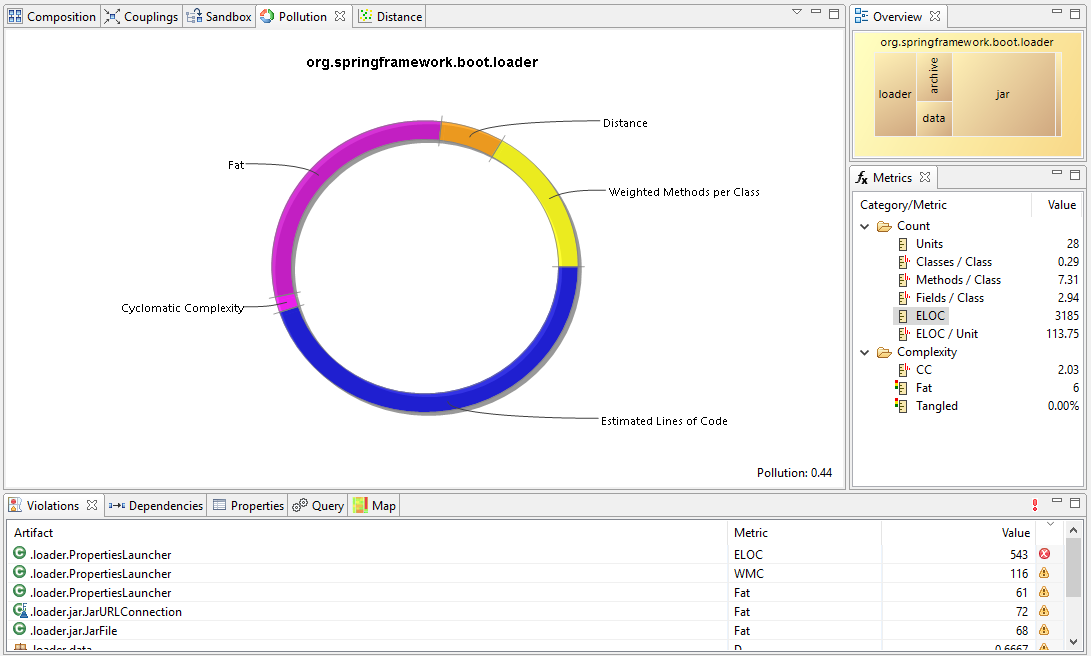 Composition Couplings Sandbox Pollution Distance
org.springframework.boot.loader
Distance
Fat
Weighted Methods per Class
Cyclomatic Complexity
Estimated Lines of Code
Pollution: 0.44
Overview
org.springframework.boot.loader
loader archive data jar
Metrics
Category/Metric Value
Count
Units 28
Classes / Class 0.29
Methods / Class 7.31
Fields / Class 2.94
ELOC 3185
ELOC / Unit 113.75
Complexity
CC 2.03
Fat 6
Tangled 0.00%
Violations Dependencies Properties Query Map
Artifact Metric Value
.loader.PropertiesLauncher ELOC 543
.loader.PropertiesLauncher WMC 116
.loader.PropertiesLauncher Fat 61
.loader.jar.JarURLConnection Fat 72
.loader.jar.JarFile Fat 68
.loader.data D 0.6667